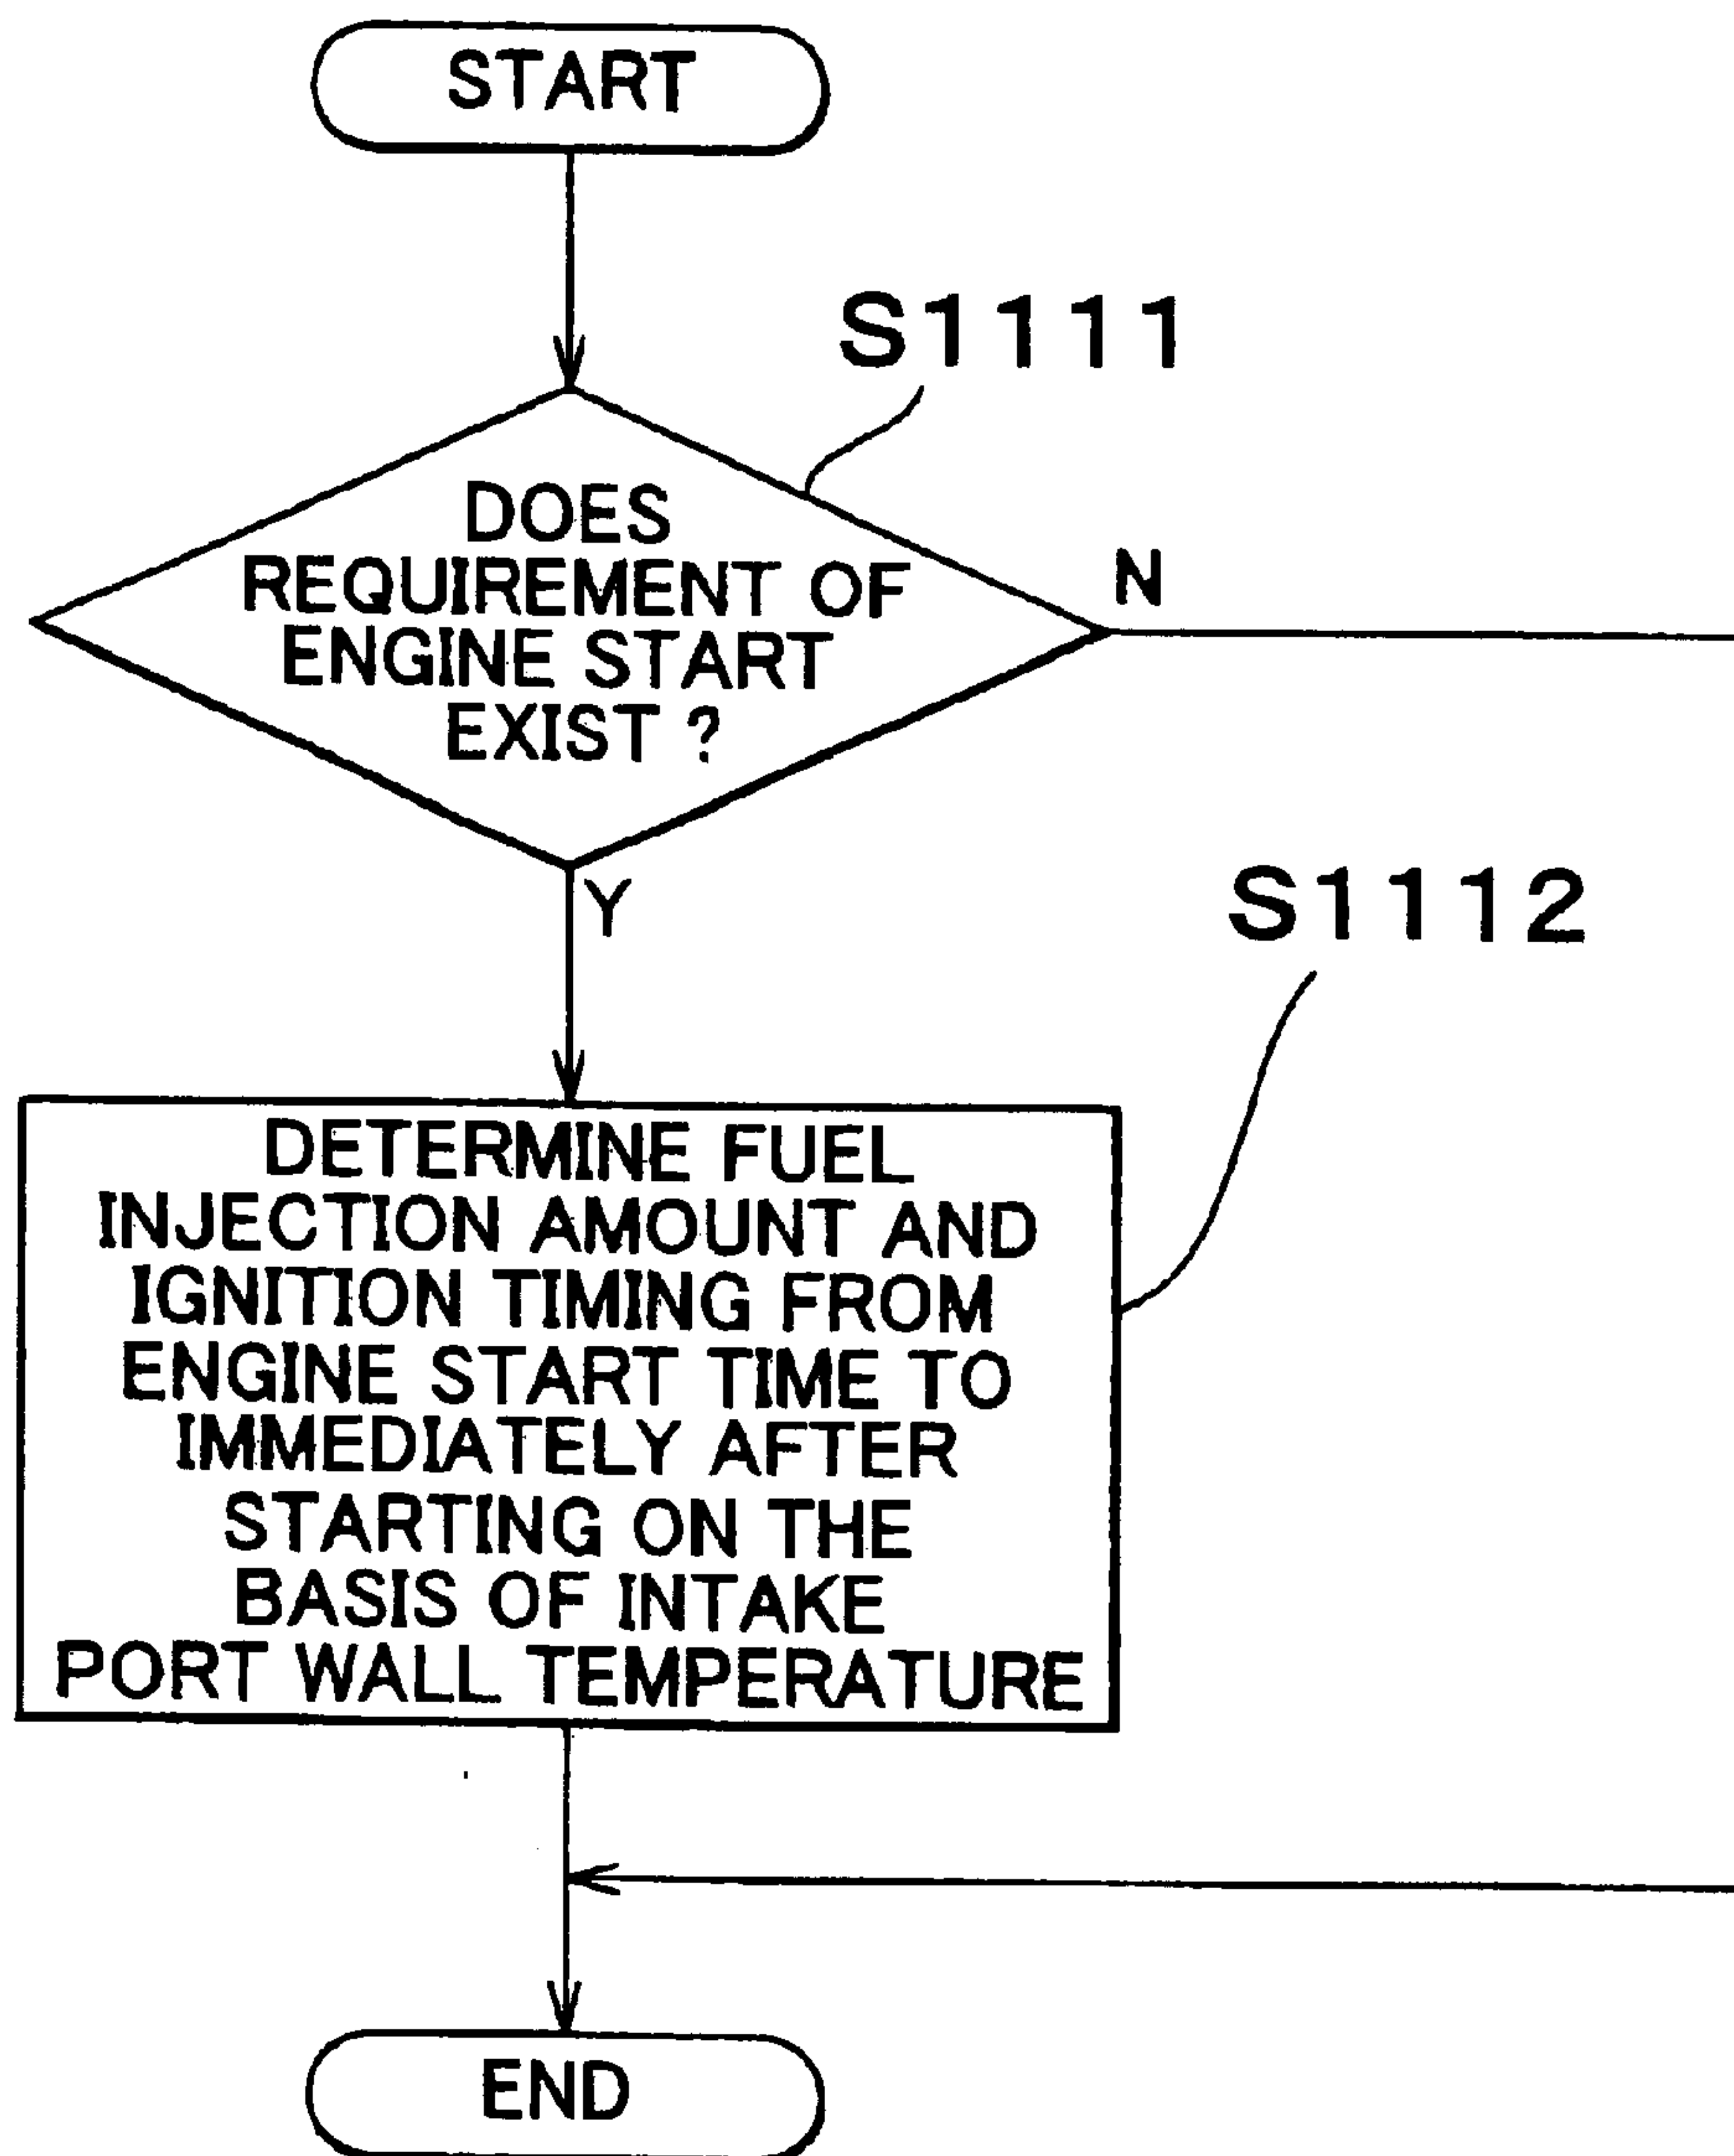 START
S1111
DOES
REQUIREMENT OF
ENGINE START
EXIST ?
N
Y
S1112
DETERMINE FUEL
INJECTION AMOUNT AND
IGNITION TIMING FROM
ENGINE START TIME TO
IMMEDIATELY AFTER
STARTING ON THE
BASIS OF INTAKE
PORT WALL TEMPERATURE
END